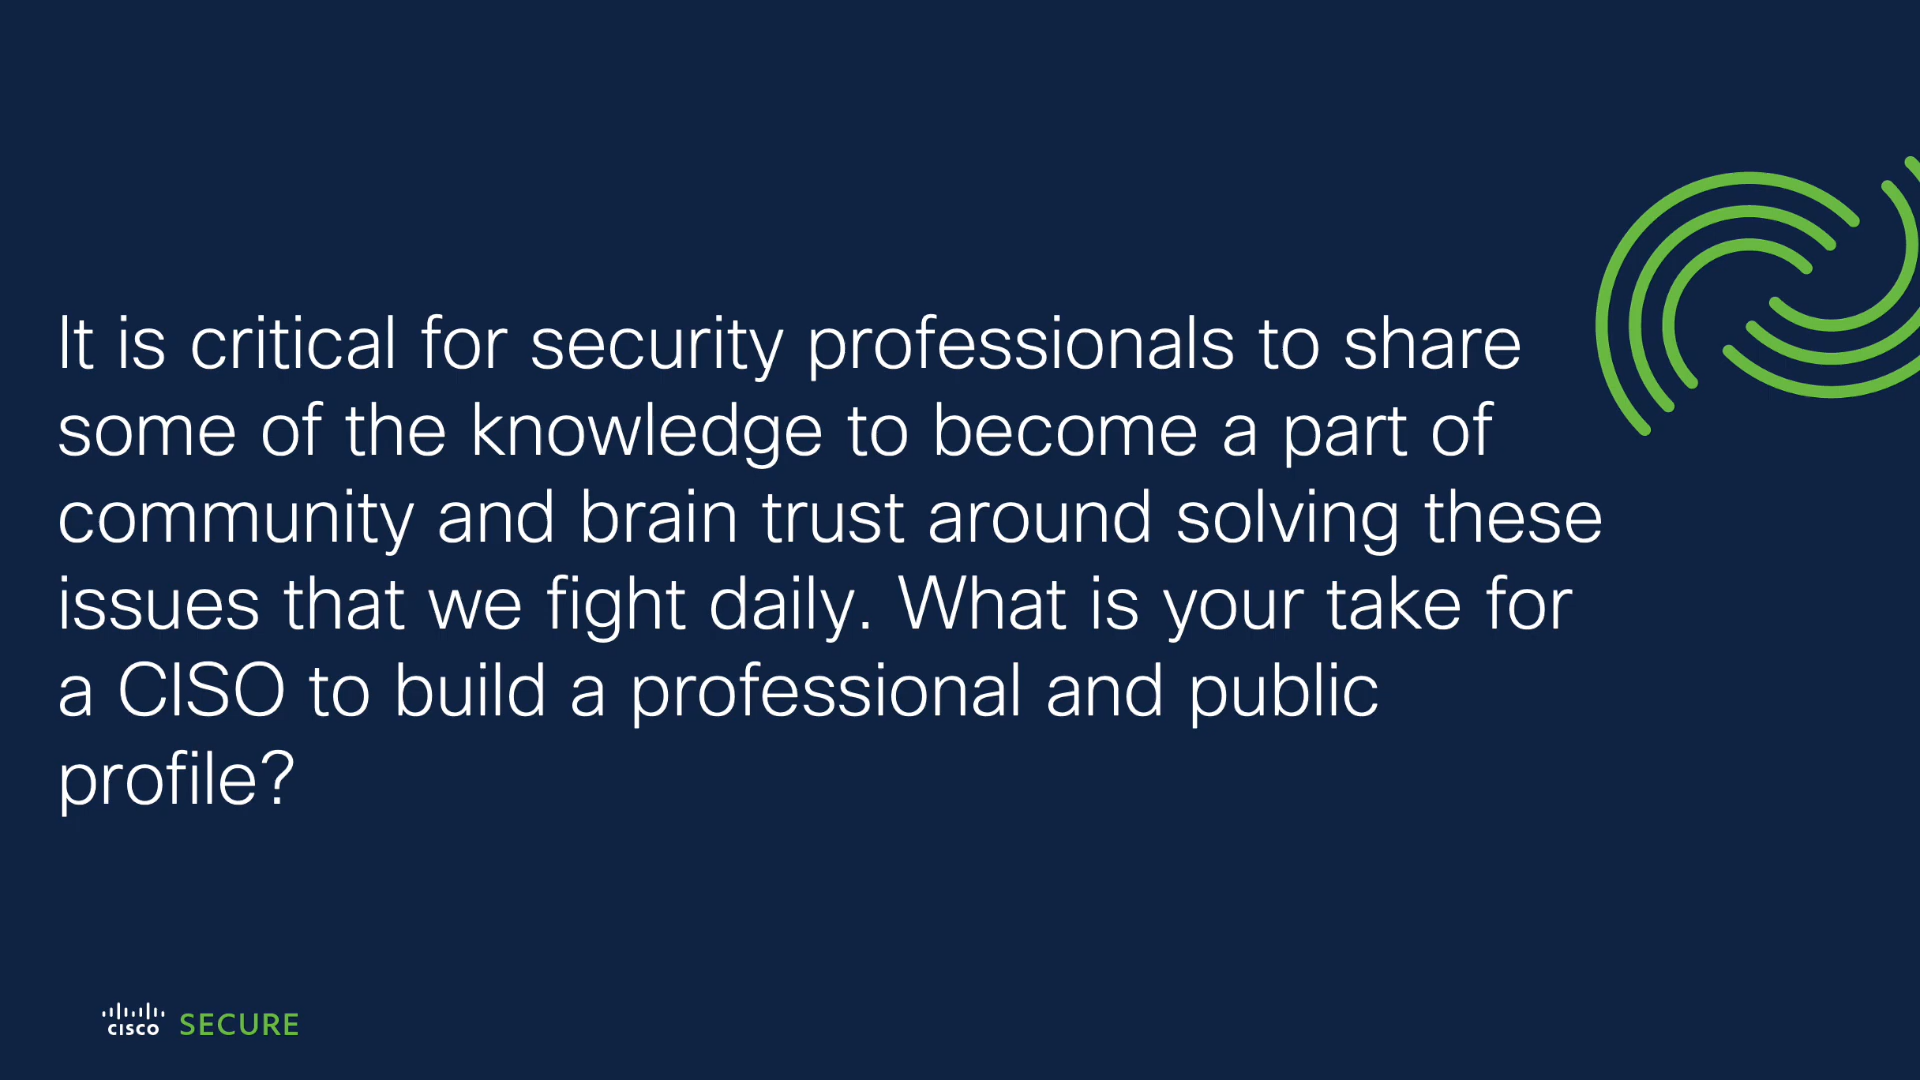 It is critical for security professionals to share
some of the knowledge to become a part of
community and brain trust around solving these
issues that we fight daily. What is your take for
a CISO to build a professional and public
profile?
cisco SECURE